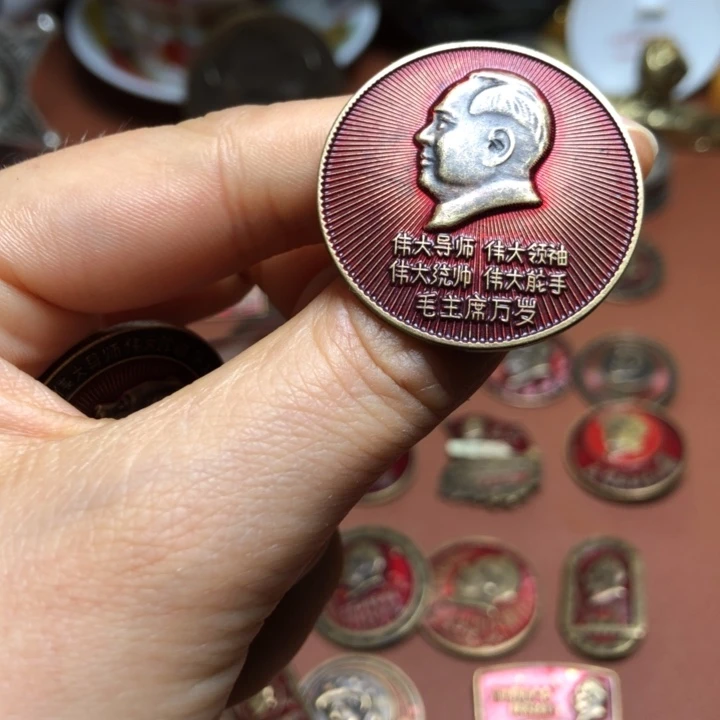 伟大导师 伟大领袖
伟大统帅 伟大舵手
毛主席万岁